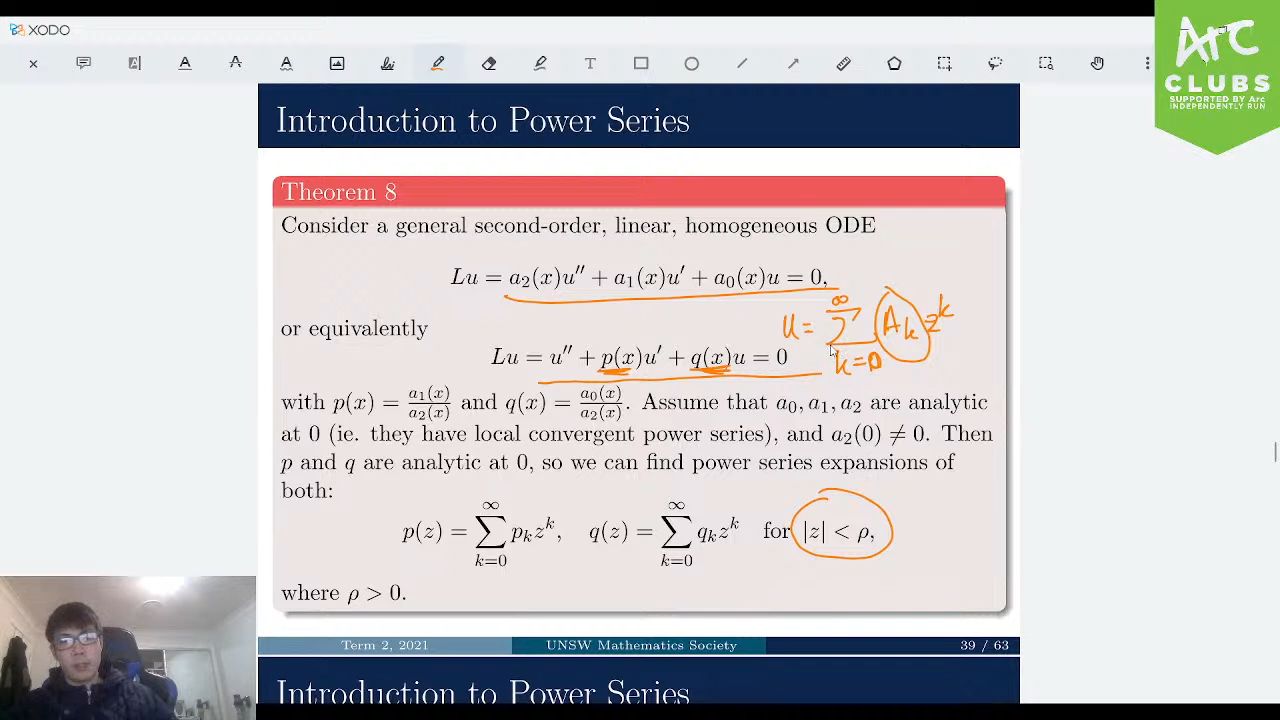 XODO
Arc
CLUBS
SUPPORTED BY Arc
INDEPENDENTLY RUN
T
Introduction to Power Series
Theorem 8
Consider a general second-order, linear, homogeneous ODE
Lu = a₂(x)u″ + a₁(x)u′ + a₀(x)u = 0,
or equivalently
u = ∑_{k=0}^{∞} A_k z^k
Lu = u″ + p(x)u′ + q(x)u = 0
with p(x) = a₁(x)/a₂(x) and q(x) = a₀(x)/a₂(x). Assume that a₀, a₁, a₂ are analytic
at 0 (ie. they have local convergent power series), and a₂(0) ≠ 0. Then
p and q are analytic at 0, so we can find power series expansions of
both:
p(z) = ∑_{k=0}^{∞} p_k z^k, q(z) = ∑_{k=0}^{∞} q_k z^k for |z| < ρ,
where ρ > 0.
Term 2, 2021 UNSW Mathematics Society 39 / 63
Introduction to Power Series